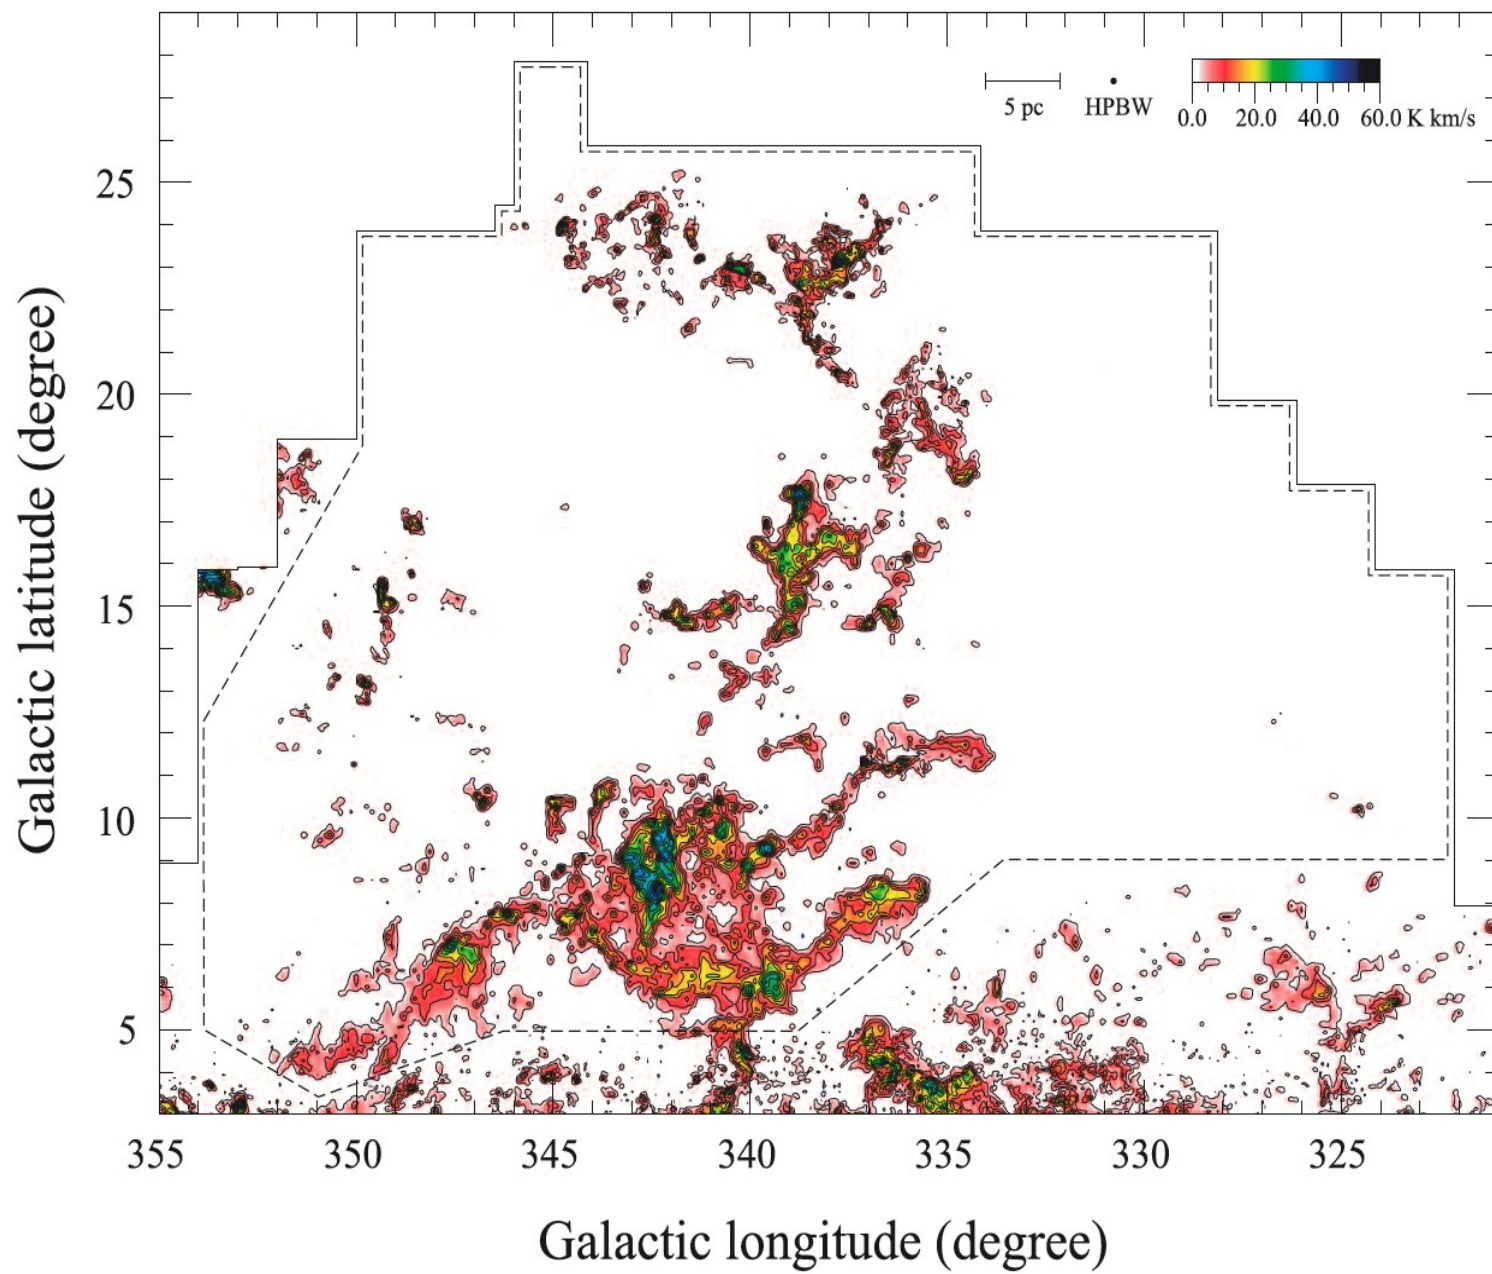 5 pc
HPBW
0.0 20.0 40.0 60.0 K km/s
Galactic latitude (degree)
25
20
15
10
5
355 350 345 340 335 330 325
Galactic longitude (degree)